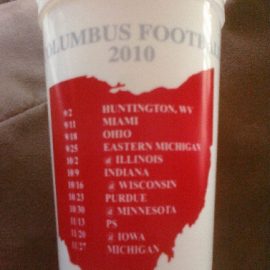 COLUMBUS FOOTBALL
2010
9/2 HUNTINGTON, WV
9/11 MIAMI
9/18 OHIO
9/25 EASTERN MICHIGAN
10/2 @ ILLINOIS
10/9 INDIANA
10/16 @ WISCONSIN
10/23 PURDUE
10/30 @ MINNESOTA
11/13 PS
11/20 @ IOWA
11/27 MICHIGAN